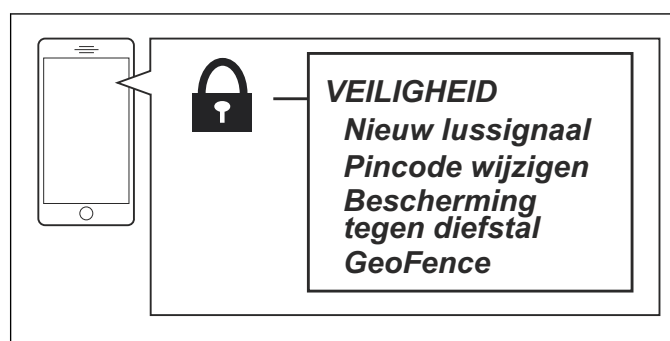 VEILIGHEID
Nieuw lussignaal
Pincode wijzigen
Bescherming
tegen diefstal
GeoFence